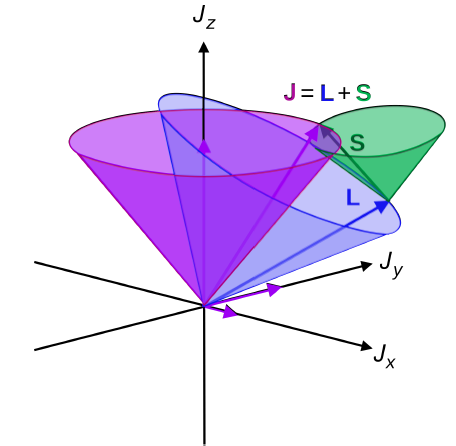 J_z
J = L + S
S
L
J_y
J_x